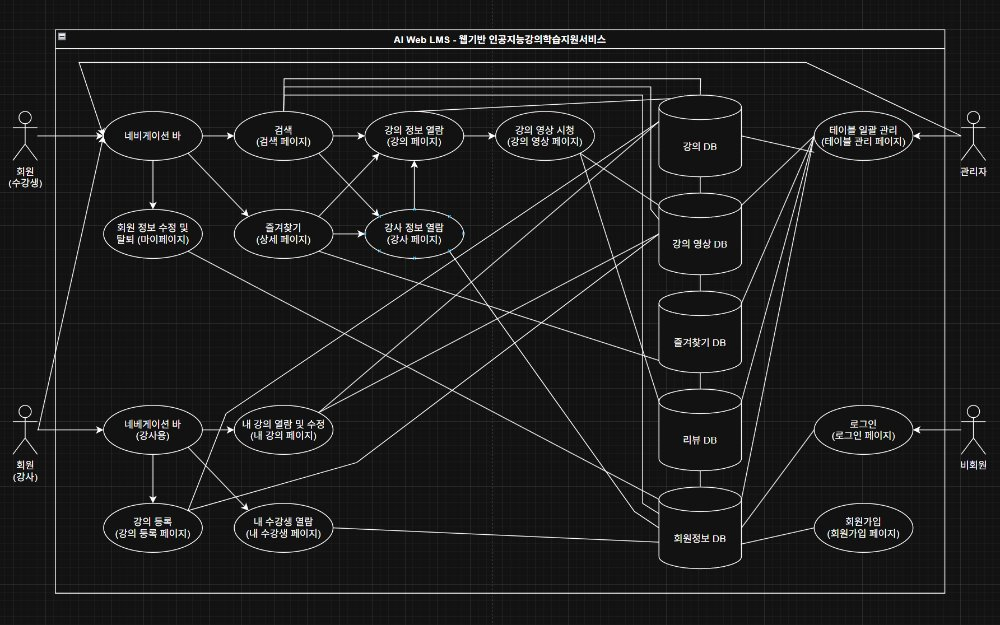 AI Web LMS - 웹기반 인공지능강의학습지원서비스
회원
(수강생)
네비게이션 바
검색
(검색 페이지)
강의 정보 열람
(강의 페이지)
강의 영상 시청
(강의 영상 페이지)
강의 DB
테이블 일괄 관리
(테이블 관리 페이지)
관리자
회원 정보 수정 및
탈퇴 (마이페이지)
즐겨찾기
(상세 페이지)
강사 정보 열람
(강사 페이지)
강의 영상 DB
즐겨찾기 DB
회원
(강사)
네베게이션 바
(강사용)
내 강의 열람 및 수정
(내 강의 페이지)
리뷰 DB
로그인
(로그인 페이지)
비회원
강의 등록
(강의 등록 페이지)
내 수강생 열람
(내 수강생 페이지)
회원정보 DB
회원가입
(회원가입 페이지)